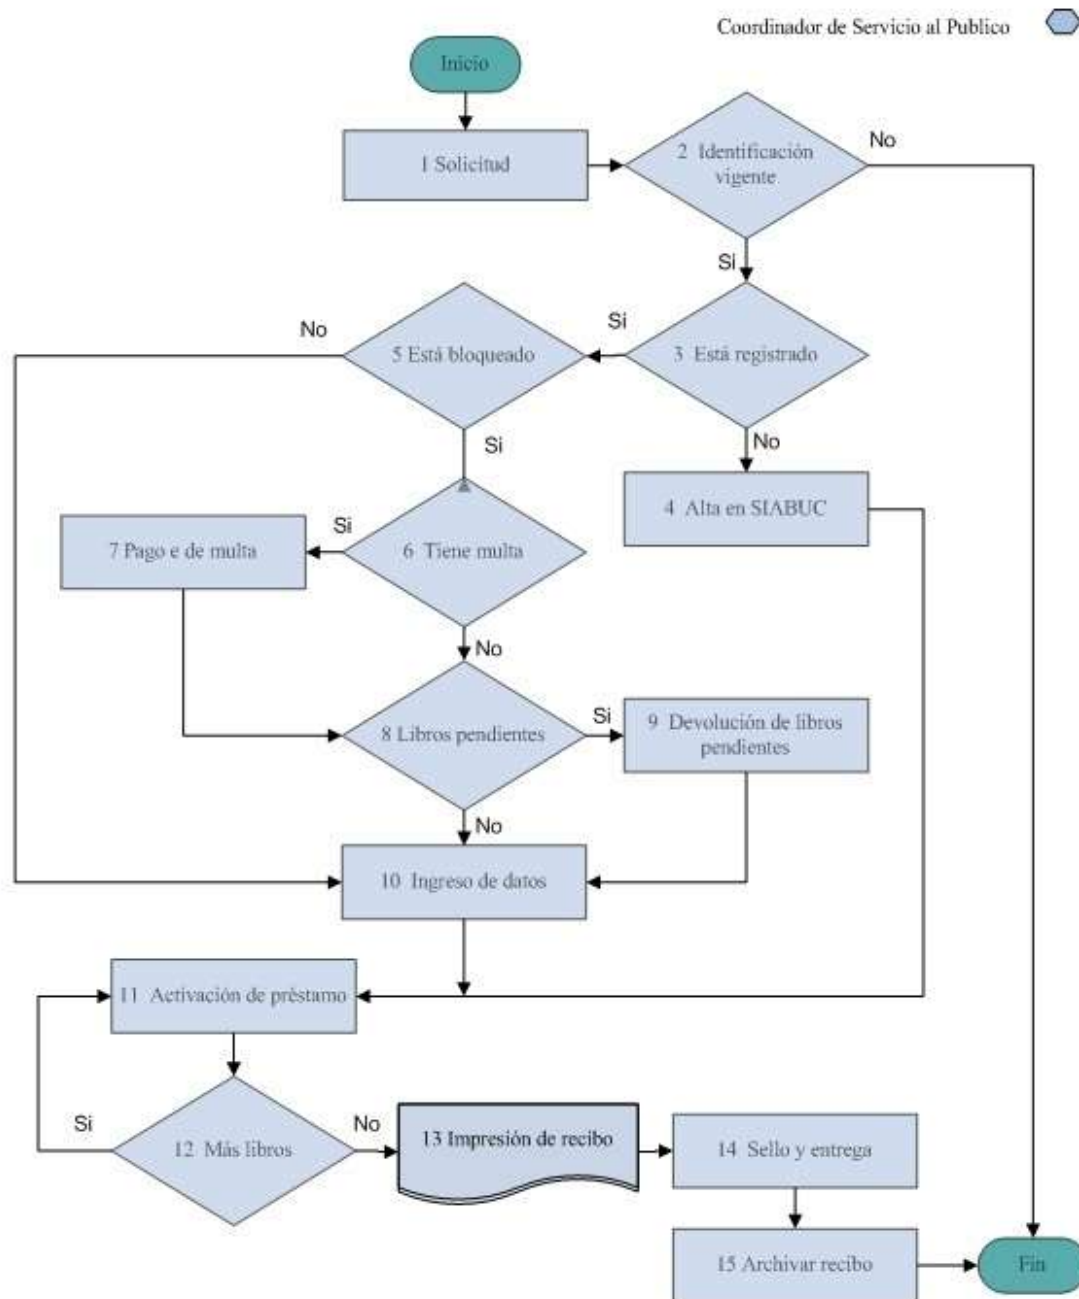 Coordinador de Servicio al Publico
Inicio
1 Solicitud
2 Identificación
vigente
No
Si
3 Está registrado
Si
5 Está bloqueado
No
No
4 Alta en SIABUC
Si
6 Tiene multa
Si
7 Pago e de multa
No
8 Libros pendientes
Si
9 Devolución de libros
pendientes
No
10 Ingreso de datos
11 Activación de préstamo
Si
12 Más libros
No
13 Impresión de recibo
14 Sello y entrega
15 Archivar recibo
Fin